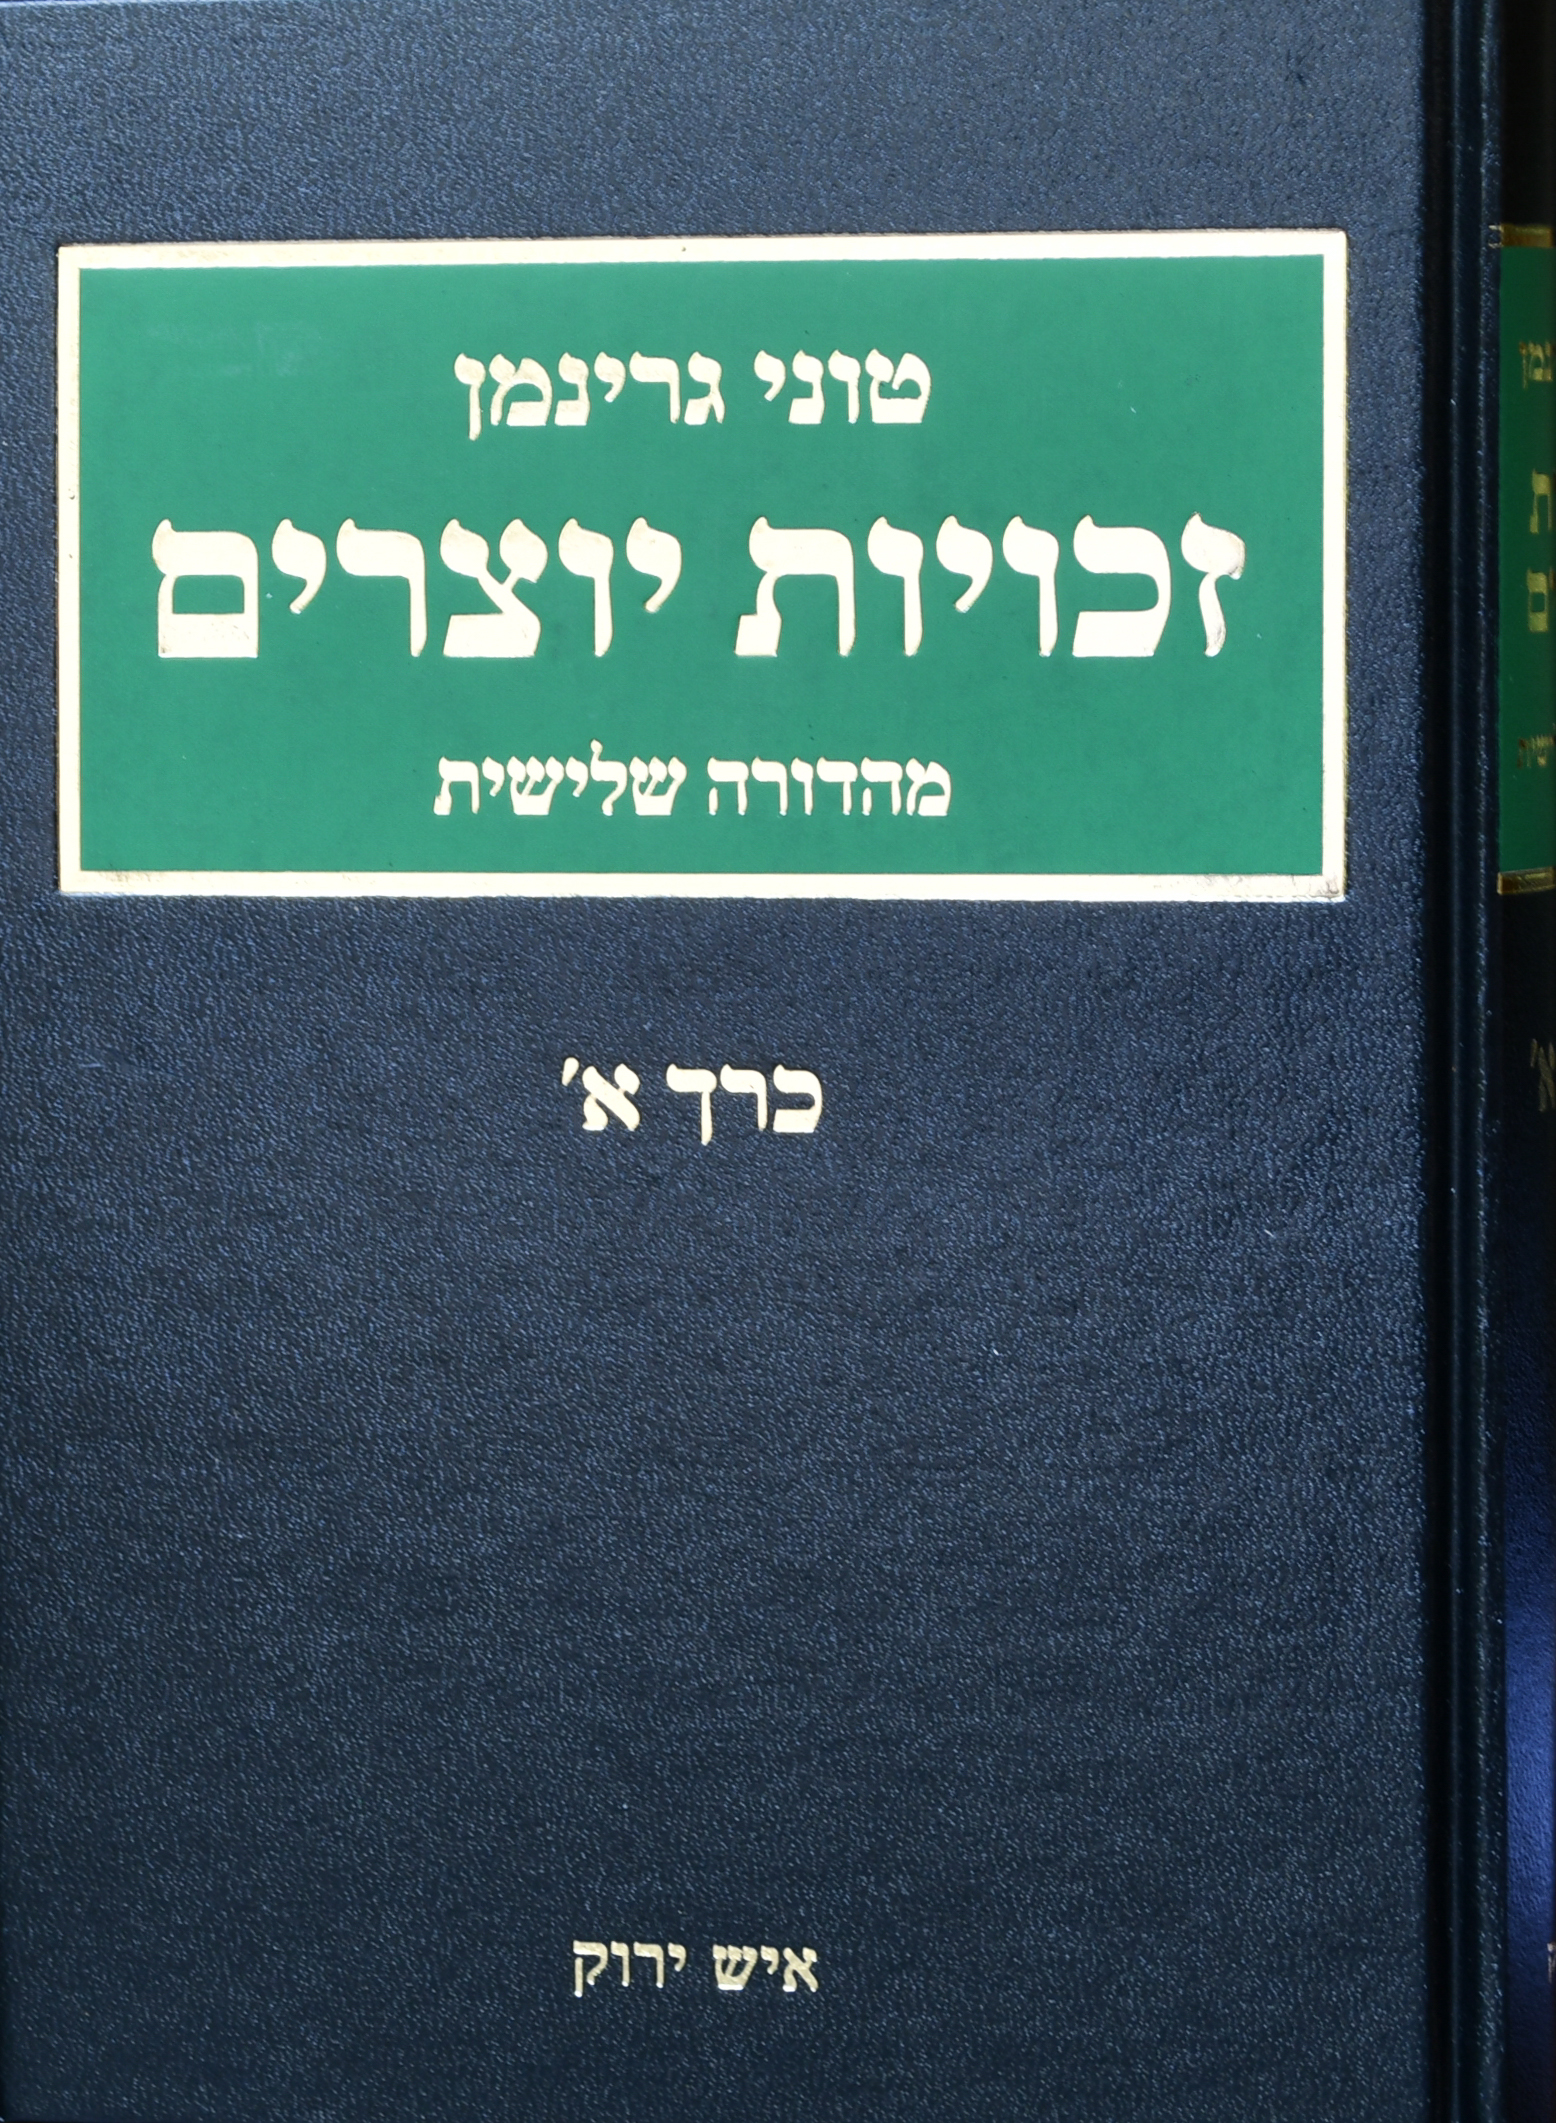 טוני גרינמן
זכויות יוצרים
מהדורה שלישית
כרך א'
איש ירוק